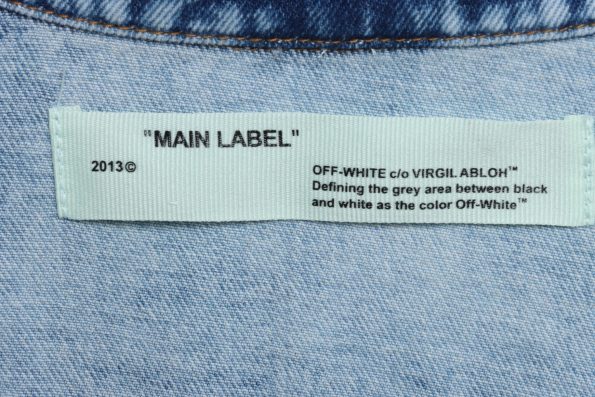 "MAIN LABEL"
2013©
OFF-WHITE c/o VIRGIL ABLOH™
Defining the grey area between black
and white as the color Off-White™